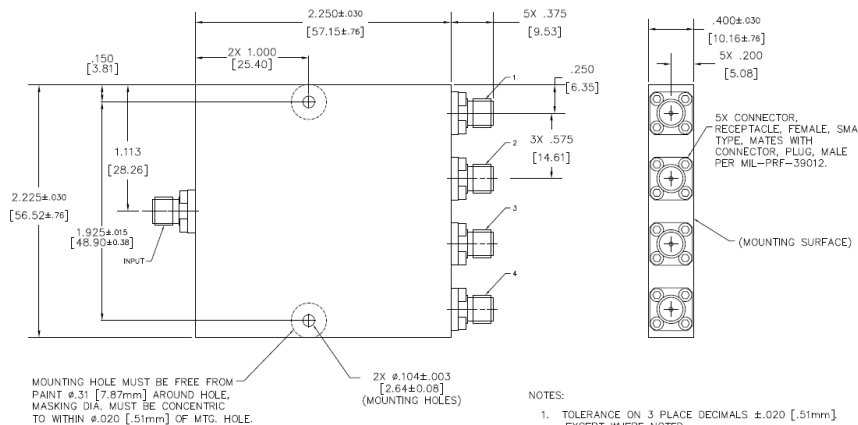 2.250±.030
[57.15±.76]
5X .375
[9.53]
2X 1.000
[25.40]
.150
[3.81]
.250
[6.35]
1
1.113
[28.26]
2
3X .575
[14.61]
2.225±.030
[56.52±.76]
1.925±.015
[48.90±0.38]
INPUT
3
4
MOUNTING HOLE MUST BE FREE FROM
PAINT ø.31 [7.87mm] AROUND HOLE,
MASKING DIA. MUST BE CONCENTRIC
TO WITHIN ø.020 [.51mm] OF MTG. HOLE.
2X ø.104±.003
[2.64±0.08]
(MOUNTING HOLES)
.400±.030
[10.16±.76]
5X .200
[5.08]
5X CONNECTOR,
RECEPTACLE, FEMALE, SMA
TYPE, MATES WITH
CONNECTOR, PLUG, MALE
PER MIL-PRF-39012.
(MOUNTING SURFACE)
NOTES:
1. TOLERANCE ON 3 PLACE DECIMALS ±.020 [.51mm]
EXCEPT WHERE NOTED